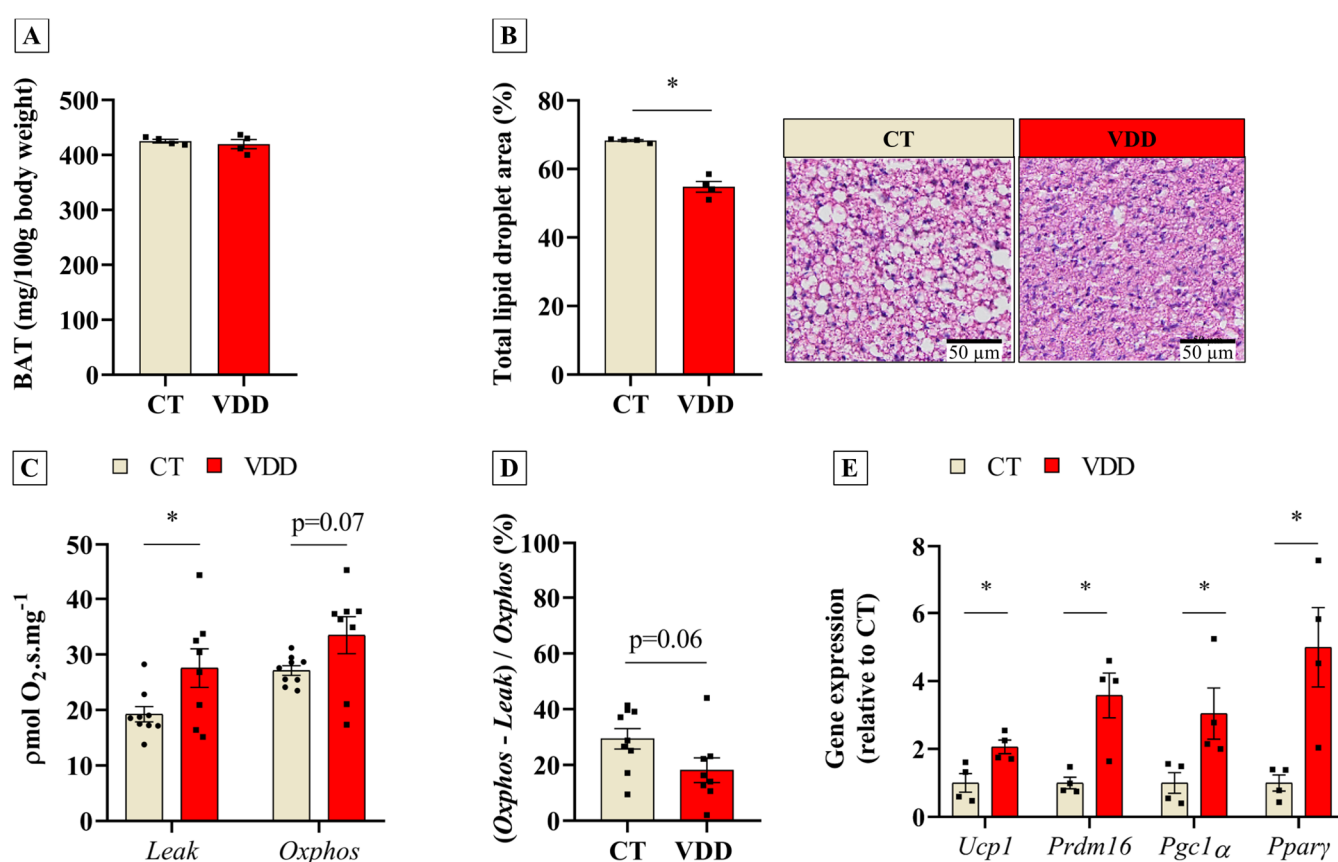 A
BAT (mg/100g body weight)
500
400
300
200
100
0
CT VDD
B
Total lipid droplet area (%)
80
60
40
20
0
*
CT VDD
CT
VDD
50 µm
50 µm
C
CT VDD
ρmol O2.s.mg-1
50
40
30
20
10
0
*
p=0.07
Leak Oxphos
D
(Oxphos - Leak) / Oxphos (%)
100
80
60
40
20
0
p=0.06
CT VDD
E
CT VDD
Gene expression
(relative to CT)
8
6
4
2
0
*
*
*
*
Ucp1 Prdm16 Pgc1α Pparγ